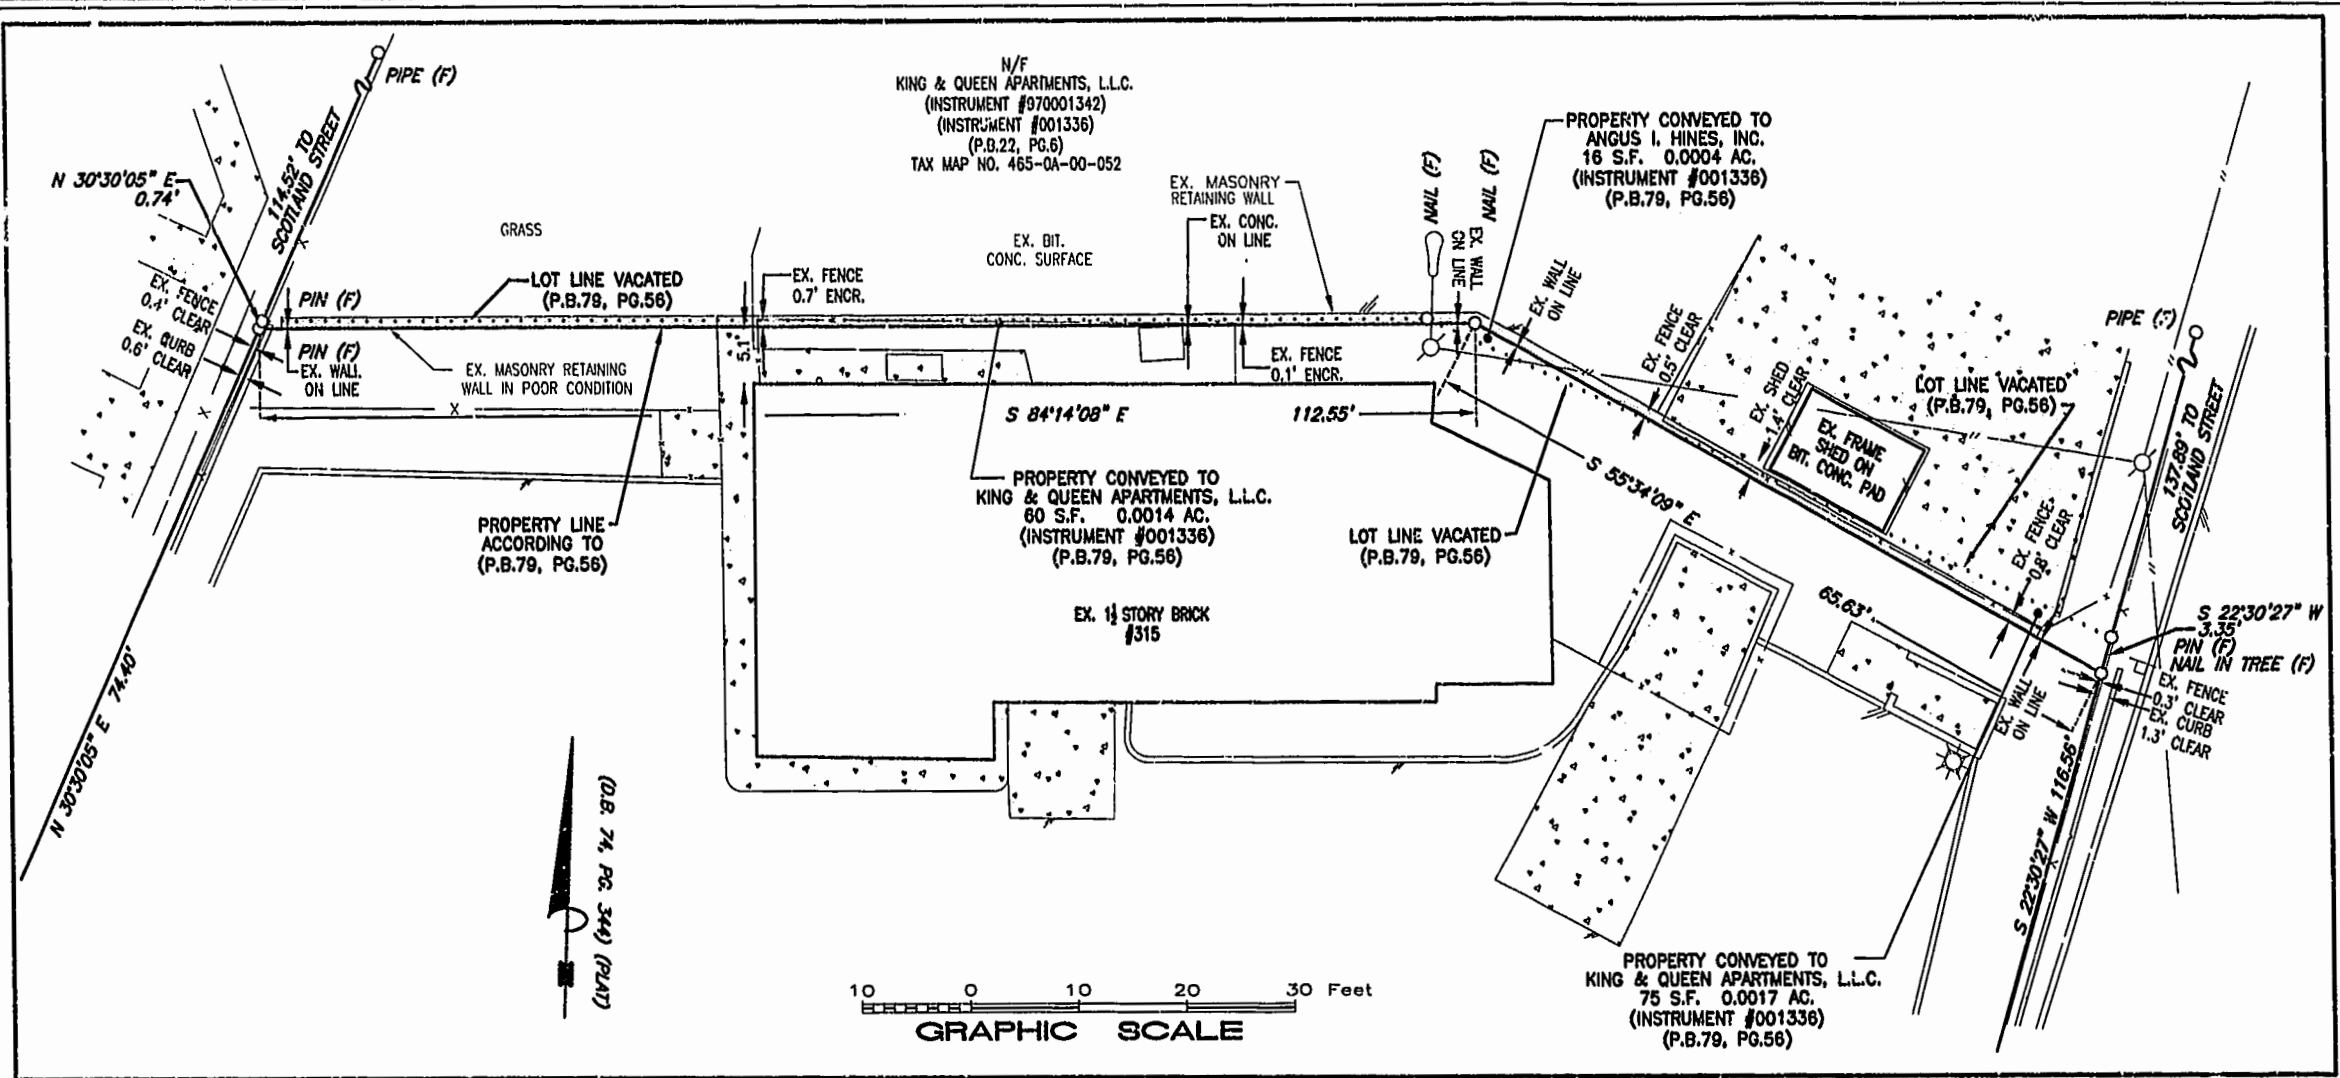 PIPE (F)
114.52' TO
SCOTLAND STREET
N 30°30'05" E
0.74'
N/F
KING & QUEEN APARTMENTS, L.L.C.
(INSTRUMENT #970001342)
(INSTRUMENT #001336)
(P.B.22, PG.6)
TAX MAP NO. 465-0A-00-052
PROPERTY CONVEYED TO
ANGUS I. HINES, INC.
16 S.F. 0.0004 AC.
(INSTRUMENT #001336)
(P.B.79, PG.56)
NAIL (F)
NAIL (F)
EX. MASONRY
RETAINING WALL
EX. CONC.
ON LINE
EX. WALL
ON LINE
EX. WALL
ON LINE
GRASS
EX. BIT.
CONC. SURFACE
LOT LINE VACATED
(P.B.79, PG.56)
EX. FENCE
0.7' ENCR.
PIN (F)
EX. FENCE
0.4' CLEAR
EX. CURB
0.6' CLEAR
PIN (F)
EX. WALL
ON LINE
EX. MASONRY RETAINING
WALL IN POOR CONDITION
5.1'
EX. FENCE
0.1' ENCR.
EX. FENCE
0.5' CLEAR
EX. SHED
1.4' CLEAR
PIPE (F)
LOT LINE VACATED
(P.B.79, PG.56)
137.89' TO
SCOTLAND STREET
EX. FRAME
SHED ON
BIT. CONC. PAD
S 84°14'08" E 112.55'
S 55°34'09" E 65.63'
PROPERTY CONVEYED TO
KING & QUEEN APARTMENTS, L.L.C.
60 S.F. 0.0014 AC.
(INSTRUMENT #001336)
(P.B.79, PG.56)
PROPERTY LINE
ACCORDING TO
(P.B.79, PG.56)
LOT LINE VACATED
(P.B.79, PG.56)
EX. FENCE
0.8' CLEAR
EX. 1½ STORY BRICK
#315
S 22°30'27" W
3.35'
PIN (F)
NAIL IN TREE (F)
EX. FENCE
0.3' CLEAR
EX. CURB
1.3' CLEAR
EX. WALL
ON LINE
N 30°30'05" E 74.40'
S 22°30'27" W 116.56'
(D.B. 74, PG. 344) (PLAT)
N
PROPERTY CONVEYED TO
KING & QUEEN APARTMENTS, L.L.C.
75 S.F. 0.0017 AC.
(INSTRUMENT #001336)
(P.B.79, PG.56)
10 0 10 20 30 Feet
GRAPHIC SCALE